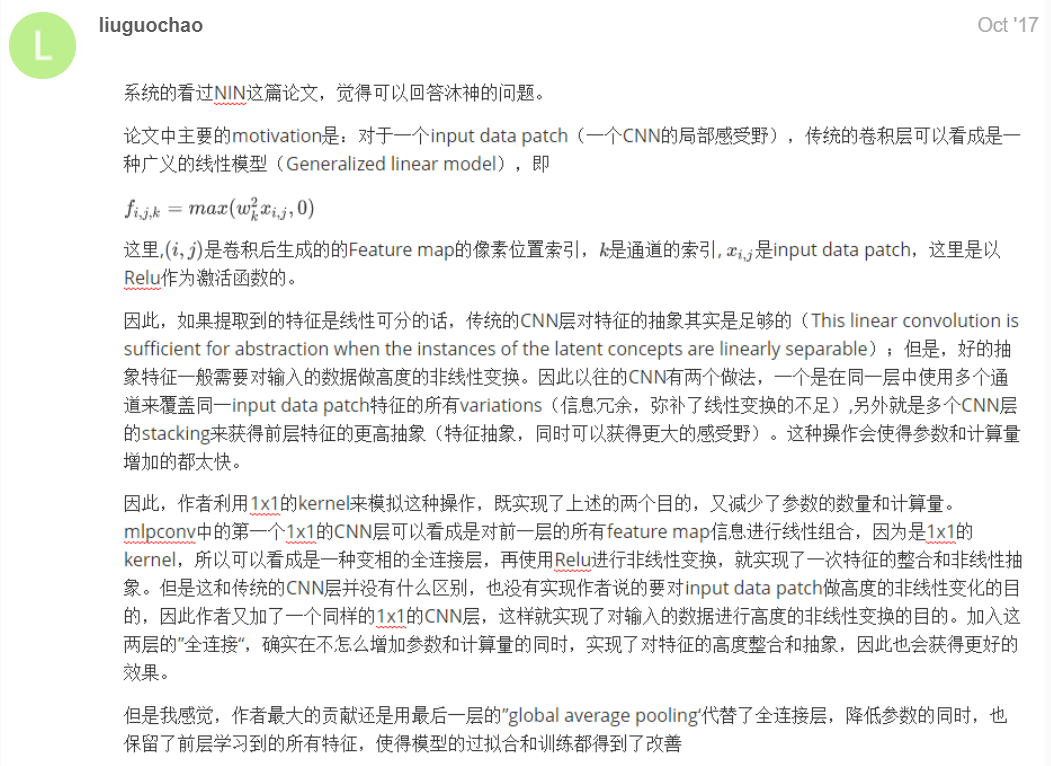 L
liuguochao
Oct '17
系统的看过NIN这篇论文，觉得可以回答沐神的问题。
论文中主要的motivation是：对于一个input data patch（一个CNN的局部感受野），传统的卷积层可以看成是一
种广义的线性模型（Generalized linear model），即
f_{i,j,k} = max(w_k^2 x_{i,j}, 0)
这里,(i, j)是卷积后生成的的Feature map的像素位置索引，k是通道的索引, x_{i,j}是input data patch，这里是以
Relu作为激活函数的。
因此，如果提取到的特征是线性可分的话，传统的CNN层对特征的抽象其实是足够的（This linear convolution is
sufficient for abstraction when the instances of the latent concepts are linearly separable）；但是，好的抽
象特征一般需要对输入的数据做高度的非线性变换。因此以往的CNN有两个做法，一个是在同一层中使用多个通
道来覆盖同一input data patch特征的所有variations（信息冗余，弥补了线性变换的不足）,另外就是多个CNN层
的stacking来获得前层特征的更高抽象（特征抽象，同时可以获得更大的感受野）。这种操作会使得参数和计算量
增加的都太快。
因此，作者利用1x1的kernel来模拟这种操作，既实现了上述的两个目的，又减少了参数的数量和计算量。
mlpconv中的第一个1x1的CNN层可以看成是对前一层的所有feature map信息进行线性组合，因为是1x1的
kernel，所以可以看成是一种变相的全连接层，再使用Relu进行非线性变换，就实现了一次特征的整合和非线性抽
象。但是这和传统的CNN层并没有什么区别，也没有实现作者说的要对input data patch做高度的非线性变化的目
的，因此作者又加了一个同样的1x1的CNN层，这样就实现了对输入的数据进行高度的非线性变换的目的。加入这
两层的”全连接“，确实在不怎么增加参数和计算量的同时，实现了对特征的高度整合和抽象，因此也会获得更好的
效果。
但是我感觉，作者最大的贡献还是用最后一层的”global average pooling‘代替了全连接层，降低参数的同时，也
保留了前层学习到的所有特征，使得模型的过拟合和训练都得到了改善